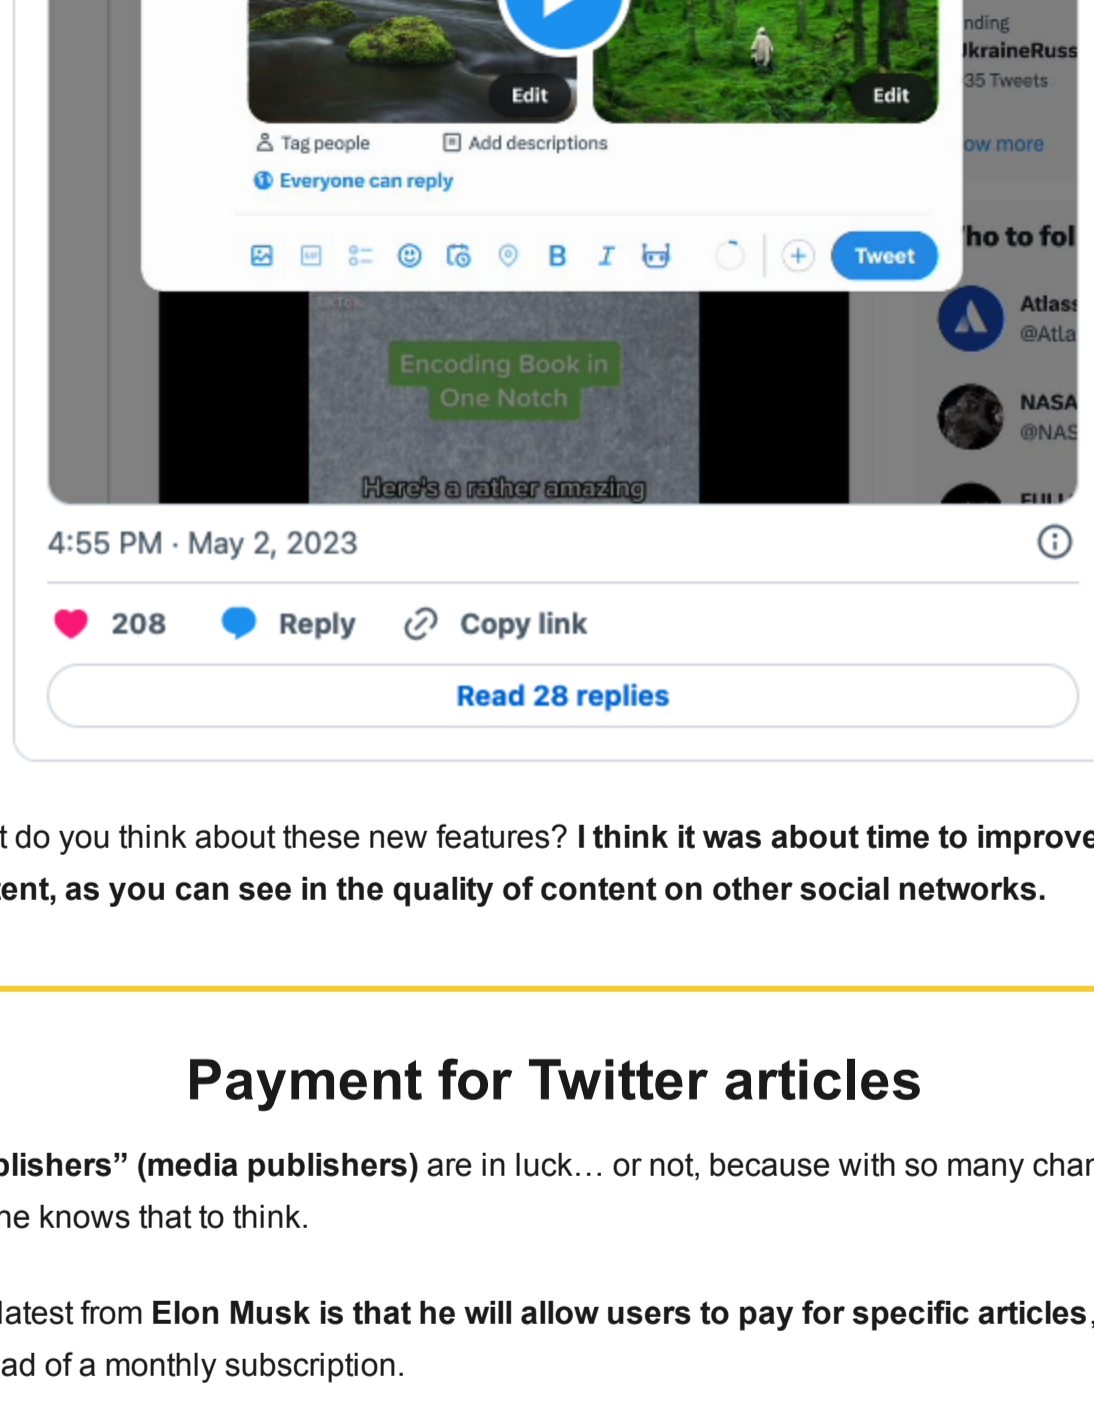 nding
UkraineRuss
35 Tweets
ow more
Edit
Edit
Tag people
Add descriptions
Everyone can reply
B
I
Tweet
ho to fol
TikTok
Encoding Book in
One Notch
Here's a rather amazing
Atlass
@Atla
NASA
@NAS
FULL
4:55 PM · May 2, 2023
208
Reply
Copy link
Read 28 replies
t do you think about these new features? I think it was about time to improve
ent, as you can see in the quality of content on other social networks.
Payment for Twitter articles
blishers” (media publishers) are in luck… or not, because with so many char
ne knows that to think.
latest from Elon Musk is that he will allow users to pay for specific articles,
ad of a monthly subscription.